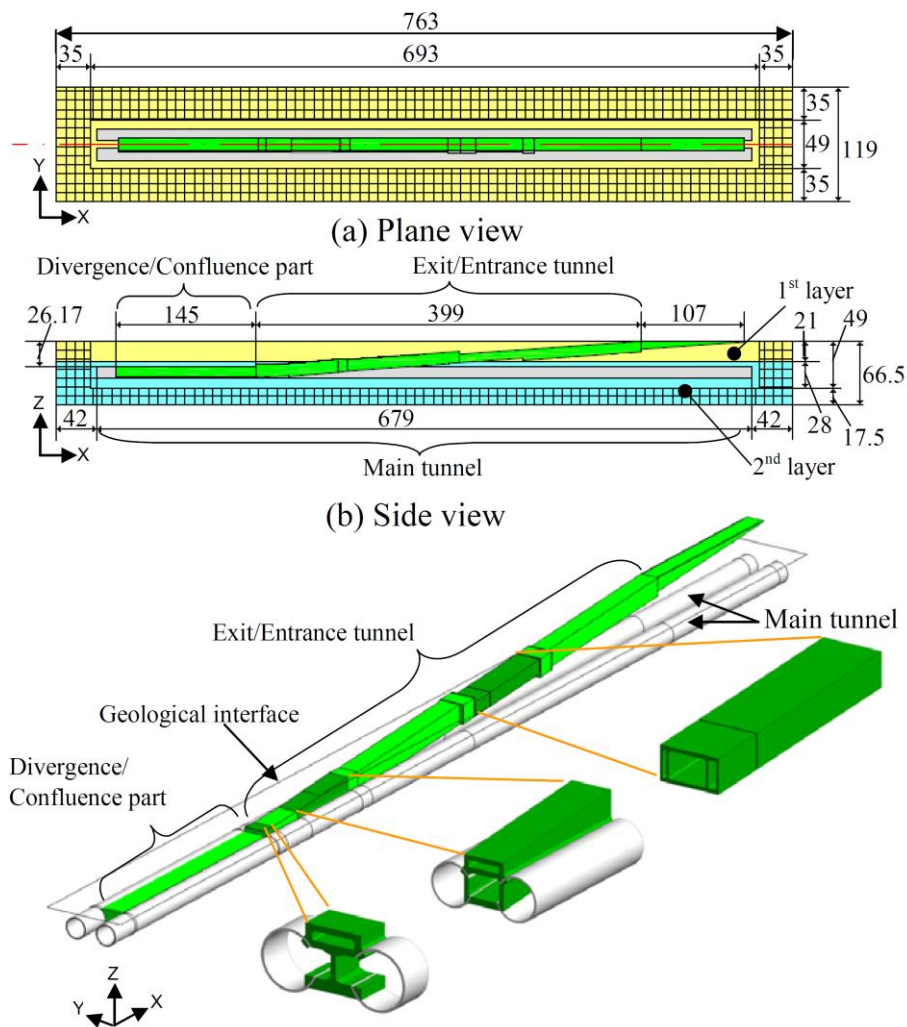 763
35
693
35
35
49
119
35
Y
X
(a) Plane view
Divergence/Confluence part
Exit/Entrance tunnel
1st layer
26.17
145
399
107
21
49
66.5
Z
X
42
679
42
28
17.5
Main tunnel
2nd layer
(b) Side view
Exit/Entrance tunnel
Main tunnel
Geological interface
Divergence/
Confluence part
Z
Y
X